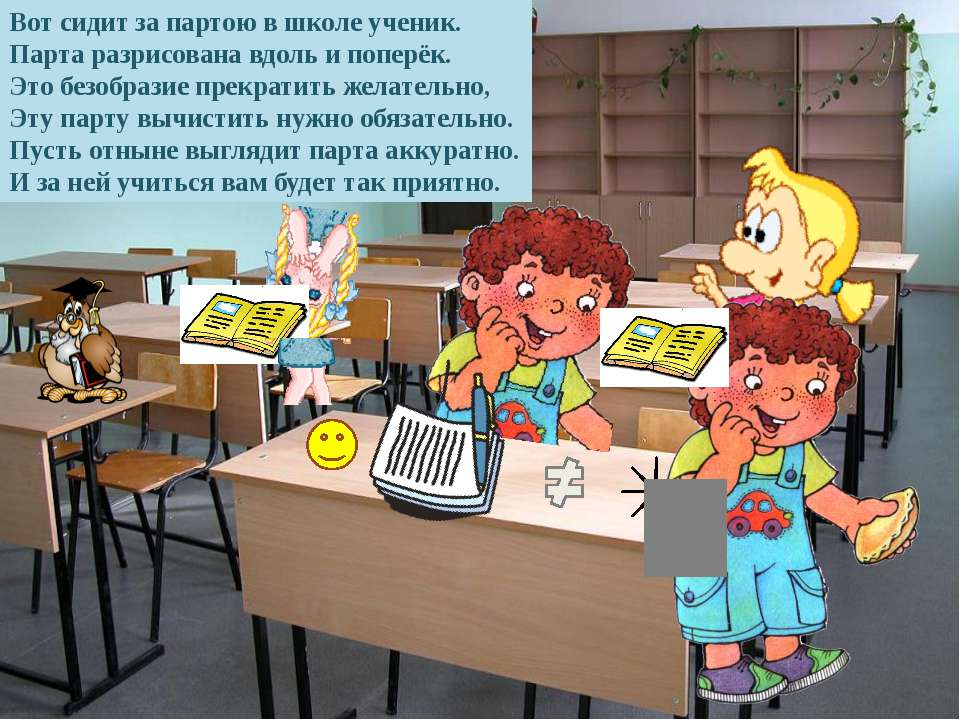 Вот сидит за партою в школе ученик.
Парта разрисована вдоль и поперёк.
Это безобразие прекратить желательно,
Эту парту вычистить нужно обязательно.
Пусть отныне выглядит парта аккуратно.
И за ней учиться вам будет так приятно.